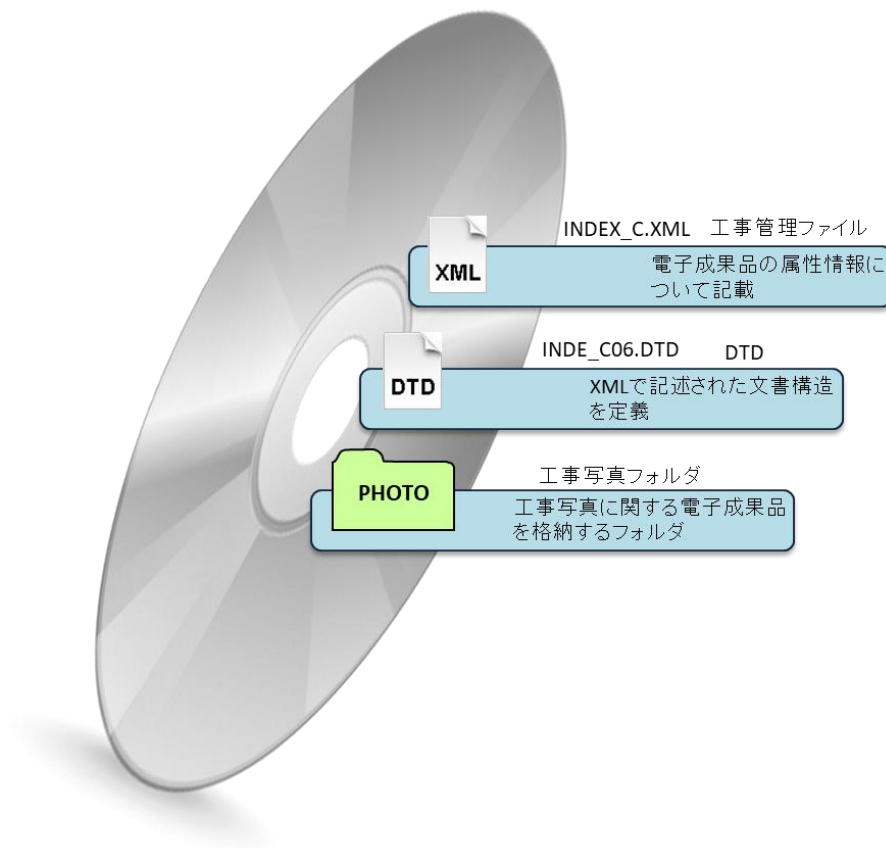 INDEX_C.XML 工事管理ファイル
XML
電子成果品の属性情報に
ついて記載
INDE_C06.DTD DTD
DTD
XMLで記述された文書構造
を定義
工事写真フォルダ
PHOTO
工事写真に関する電子成果品
を格納するフォルダ